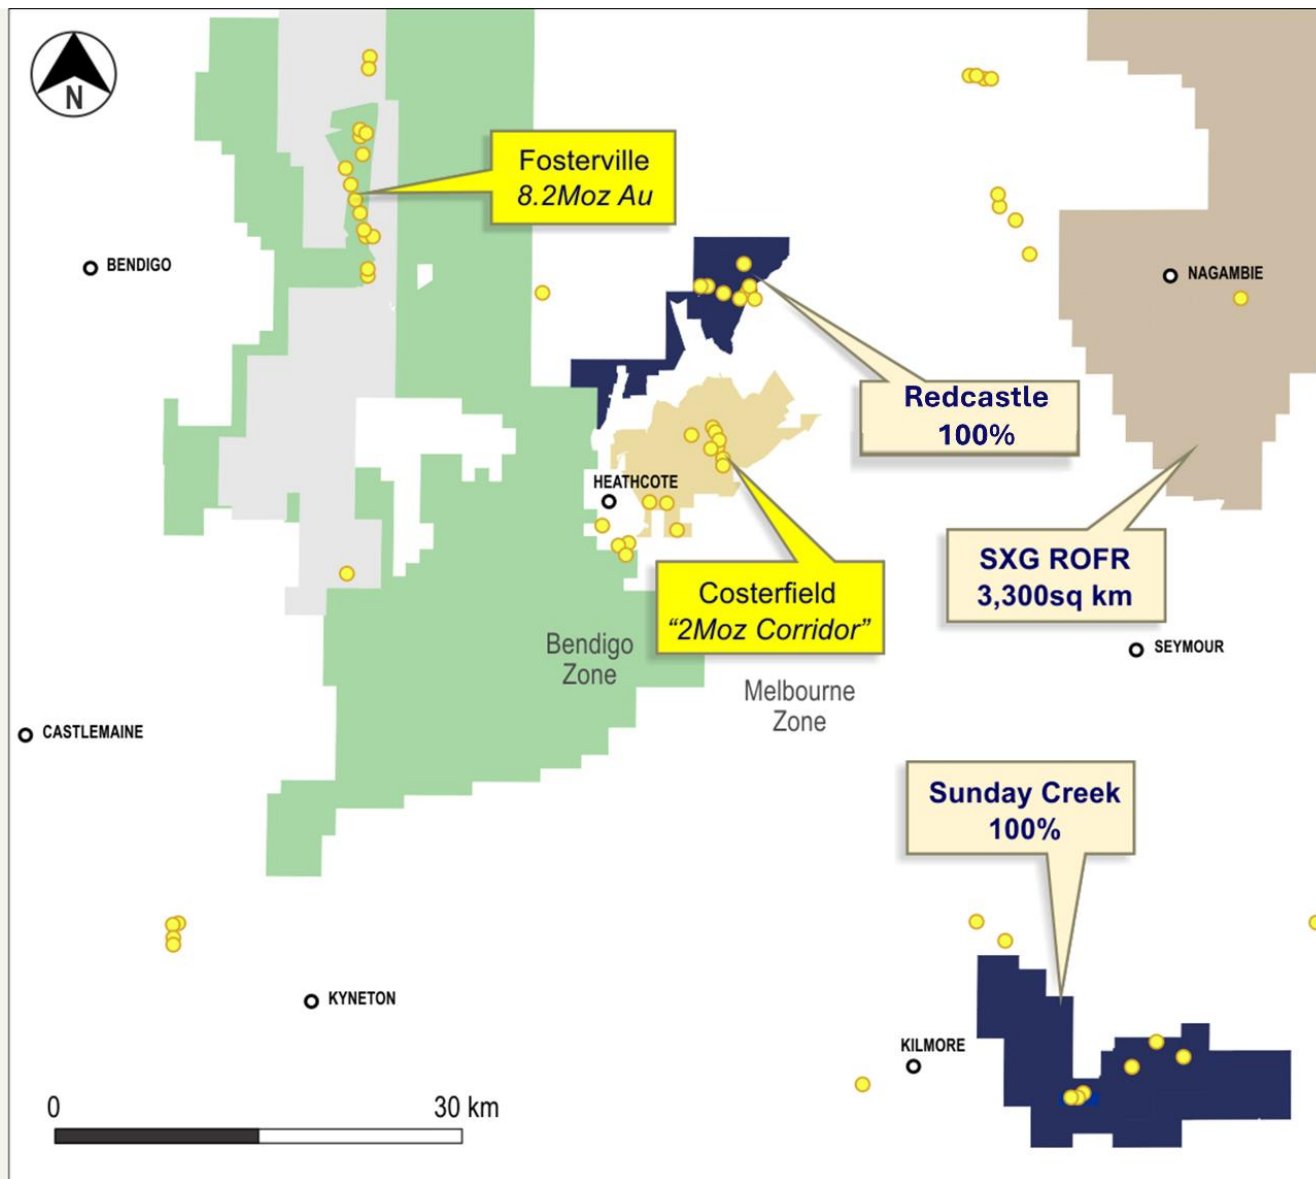 N
Fosterville
8.2Moz Au
BENDIGO
NAGAMBIE
Redcastle
100%
HEATHCOTE
SXG ROFR
3,300sq km
Costerfield
“2Moz Corridor”
Bendigo
Zone
SEYMOUR
Melbourne
Zone
CASTLEMAINE
Sunday Creek
100%
KYNETON
KILMORE
0
30 km